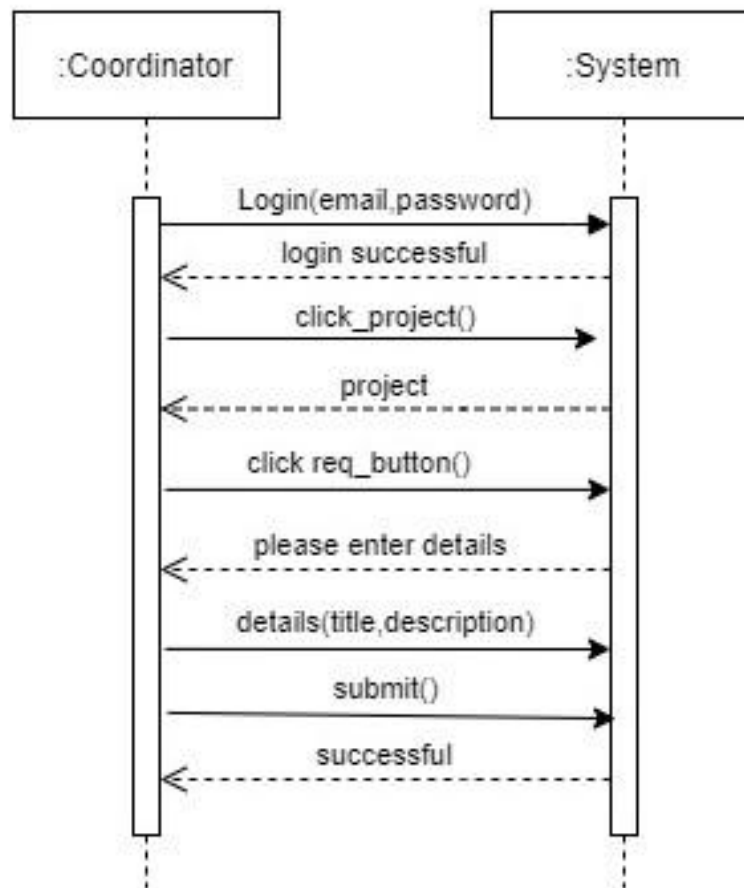 :Coordinator
:System
Login(email,password)
login successful
click_project()
project
click req_button()
please enter details
details(title,description)
submit()
successful